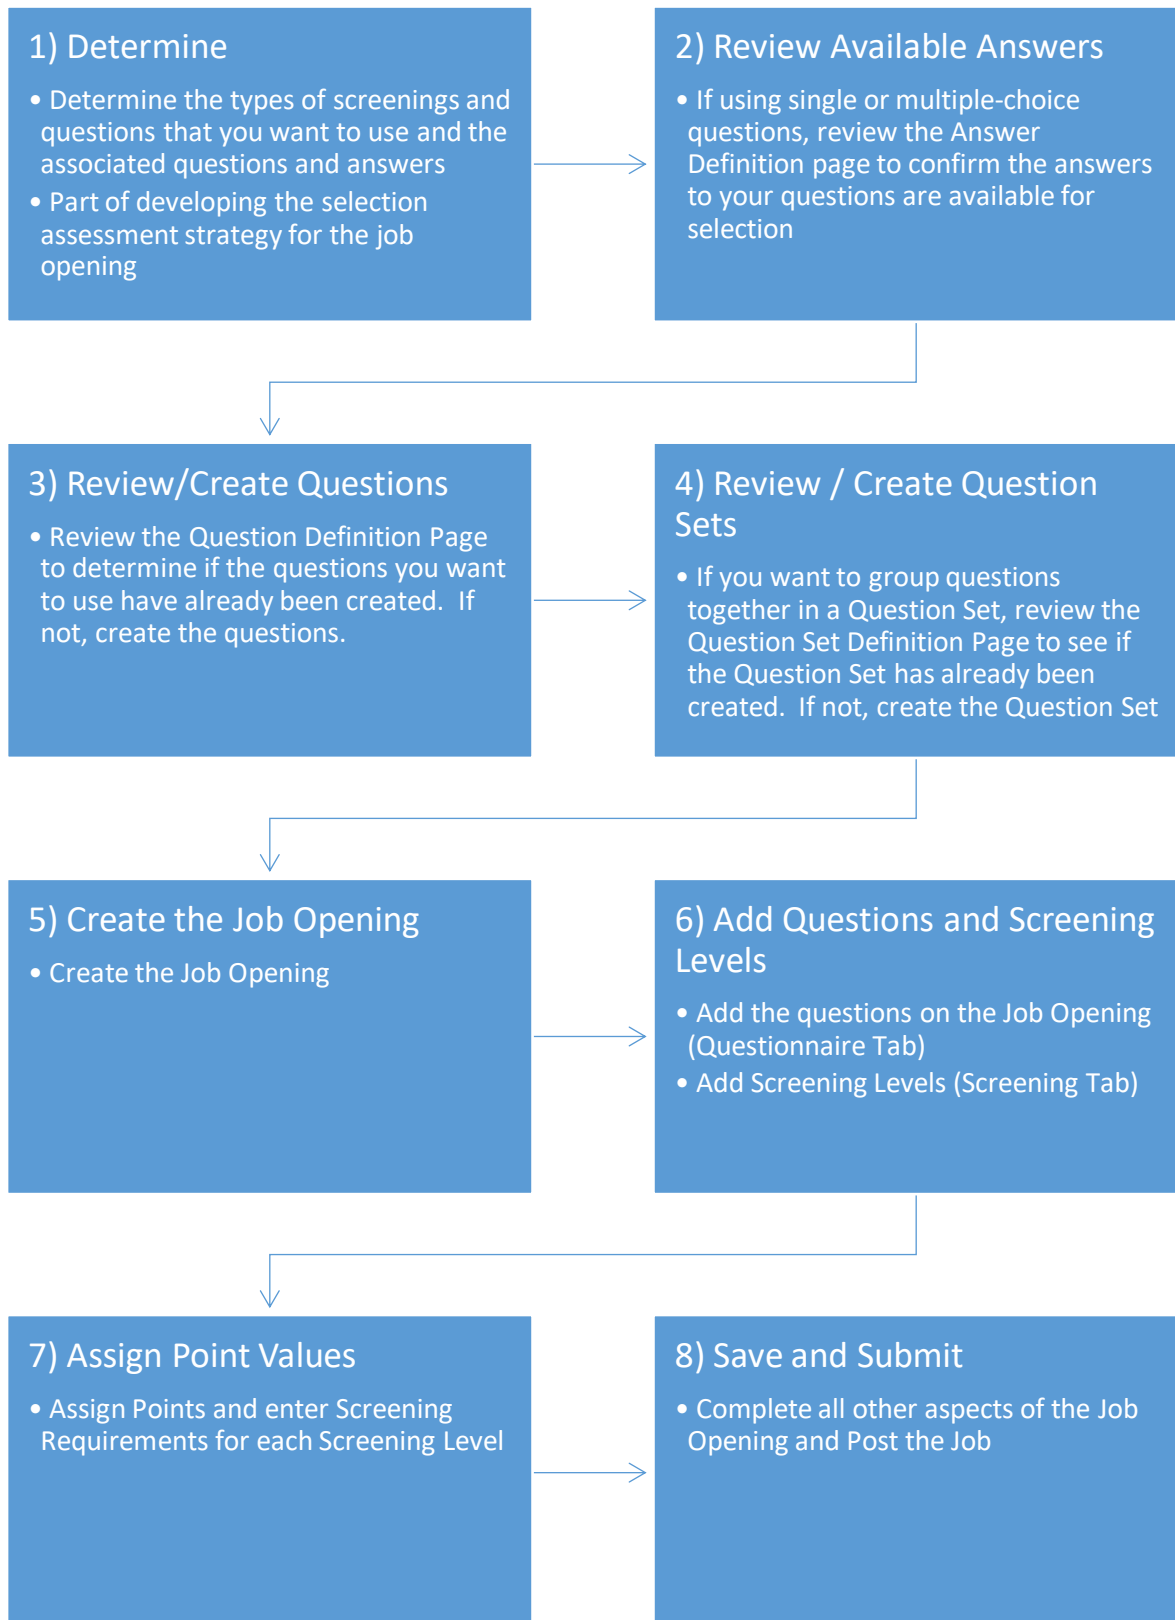 1) Determine
• Determine the types of screenings and
questions that you want to use and the
associated questions and answers
• Part of developing the selection
assessment strategy for the job
opening
2) Review Available Answers
• If using single or multiple-choice
questions, review the Answer
Definition page to confirm the answers
to your questions are available for
selection
3) Review/Create Questions
• Review the Question Definition Page
to determine if the questions you want
to use have already been created.  If
not, create the questions.
4) Review / Create Question
Sets
• If you want to group questions
together in a Question Set, review the
Question Set Definition Page to see if
the Question Set has already been
created.  If not, create the Question Set
5) Create the Job Opening
• Create the Job Opening
6) Add Questions and Screening
Levels
• Add the questions on the Job Opening
(Questionnaire Tab)
• Add Screening Levels (Screening Tab)
7) Assign Point Values
• Assign Points and enter Screening
Requirements for each Screening Level
8) Save and Submit
• Complete all other aspects of the Job
Opening and Post the Job